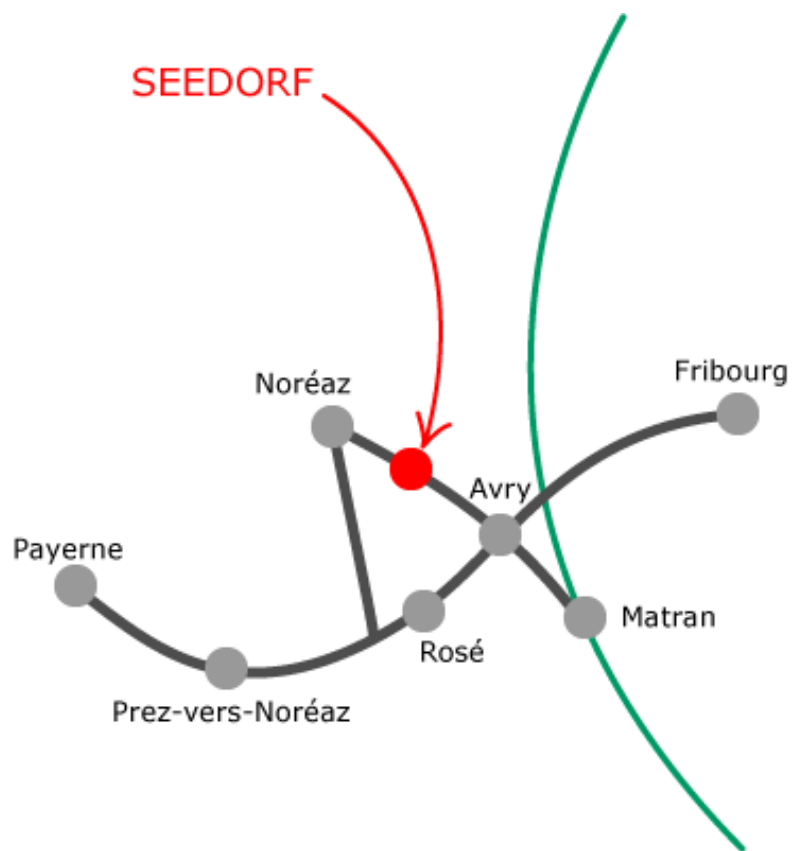 SEEDORF
Fribourg
Noréaz
Avry
Payerne
Matran
Rosé
Prez-vers-Noréaz